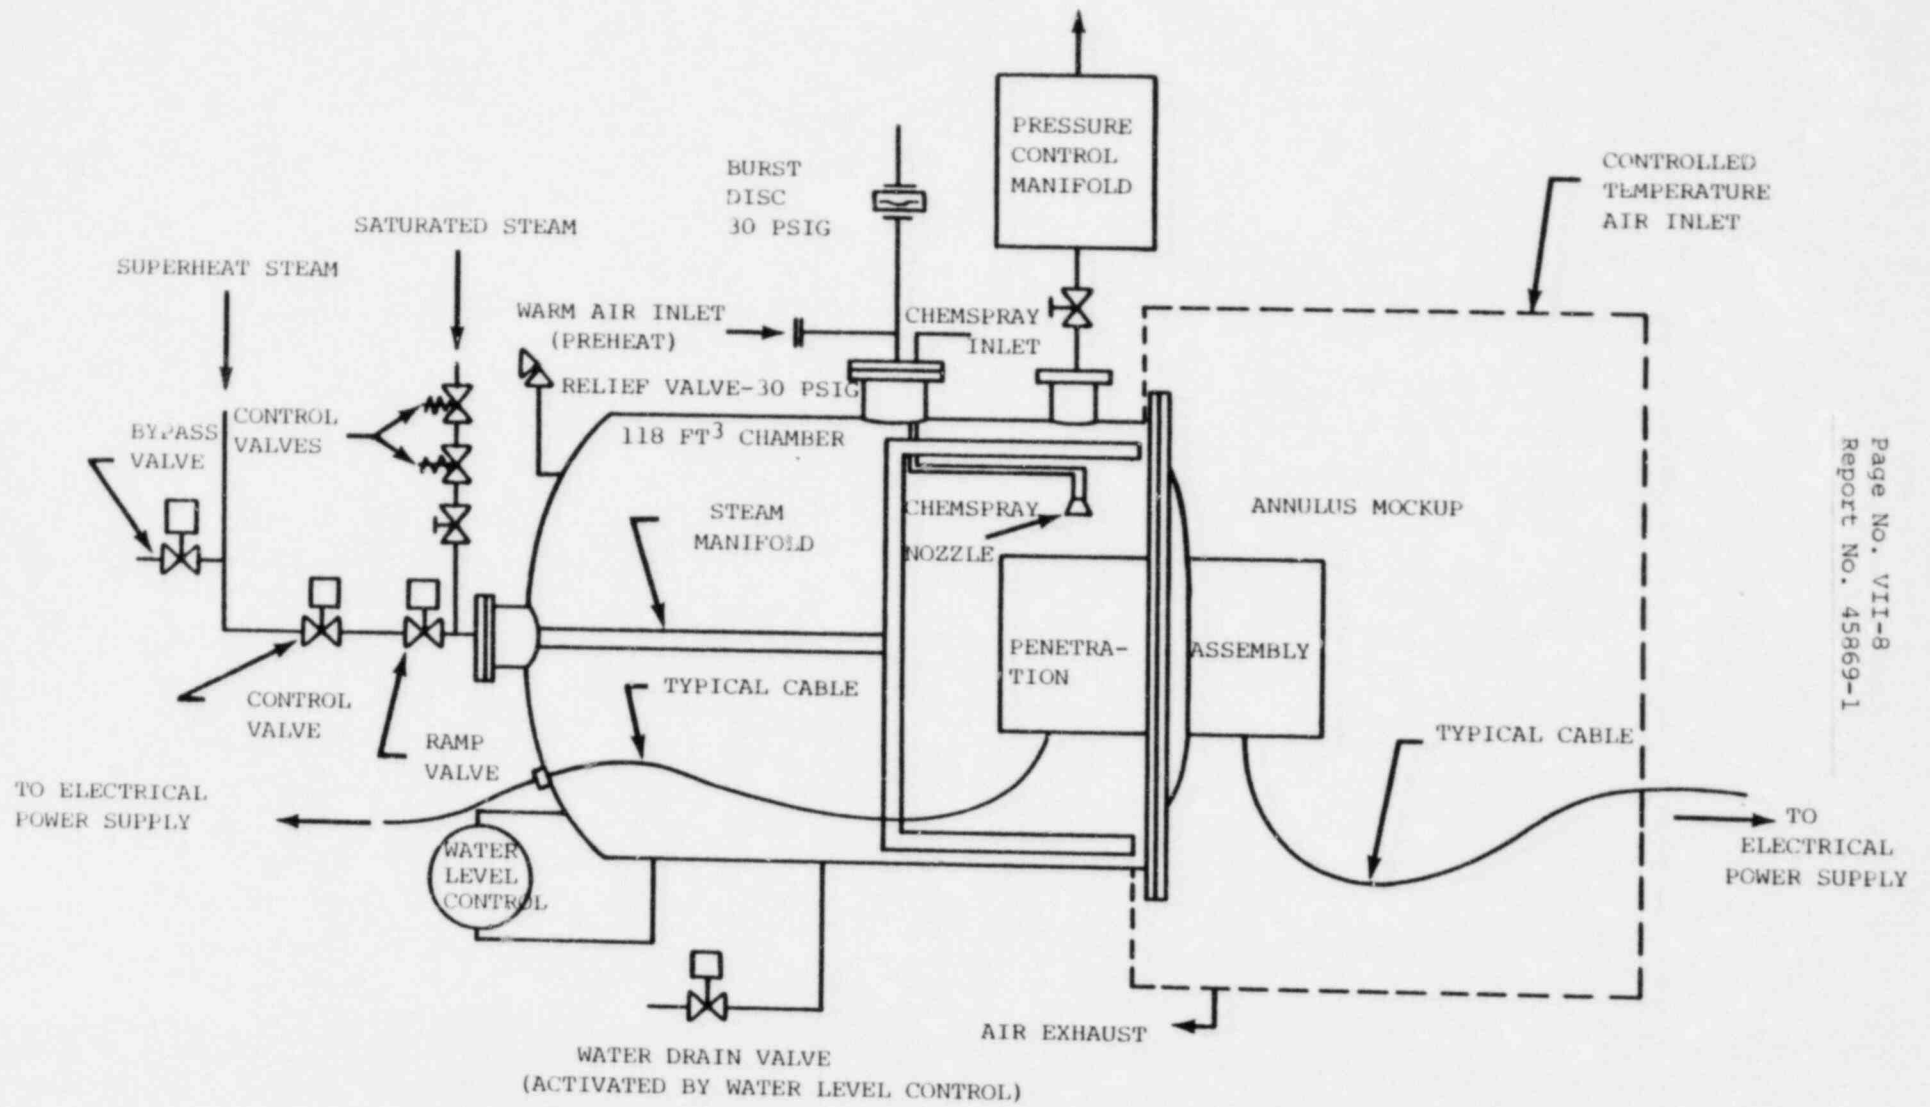 PRESSURE
CONTROL
MANIFOLD
BURST
DISC
30 PSIG
CONTROLLED
TEMPERATURE
AIR INLET
SATURATED STEAM
SUPERHEAT STEAM
WARM AIR INLET
(PREHEAT)
CHEMSPRAY
INLET
RELIEF VALVE-30 PSIG
BYPASS
VALVE
CONTROL
VALVES
118 FT³ CHAMBER
STEAM
MANIFOLD
CHEMSPRAY
NOZZLE
ANNULUS MOCKUP
PENETRA-
TION
ASSEMBLY
TYPICAL CABLE
CONTROL
VALVE
RAMP
VALVE
TYPICAL CABLE
TO ELECTRICAL
POWER SUPPLY
WATER
LEVEL
CONTROL
TO
ELECTRICAL
POWER SUPPLY
AIR EXHAUST
WATER DRAIN VALVE
(ACTIVATED BY WATER LEVEL CONTROL)
Page No. VII-8
Report No. 45869-1